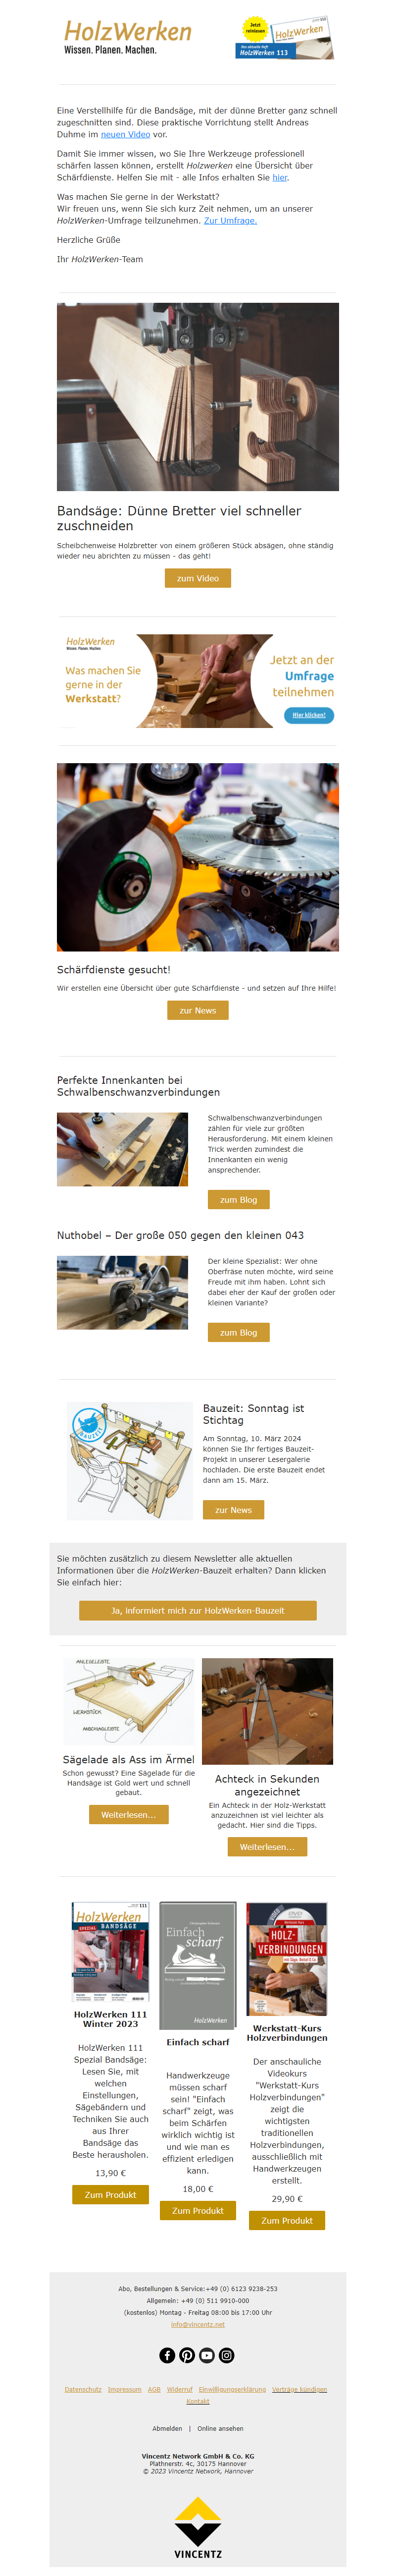 HolzWerken
Wissen. Planen. Machen.
Jetzt
reinlesen
Das aktuelle Heft
HolzWerken 113
Eine Verstellhilfe für die Bandsäge, mit der dünne Bretter ganz schnell
zugeschnitten sind. Diese praktische Vorrichtung stellt Andreas
Duhme im neuen Video vor.
Damit Sie immer wissen, wo Sie Ihre Werkzeuge professionell
schärfen lassen können, erstellt Holzwerken eine Übersicht über
Schärfdienste. Helfen Sie mit - alle Infos erhalten Sie hier.
Was machen Sie gerne in der Werkstatt?
Wir freuen uns, wenn Sie sich kurz Zeit nehmen, um an unserer
HolzWerken-Umfrage teilzunehmen. Zur Umfrage.
Herzliche Grüße
Ihr HolzWerken-Team
Bandsäge: Dünne Bretter viel schneller
zuschneiden
Scheibchenweise Holzbretter von einem größeren Stück absägen, ohne ständig
wieder neu abrichten zu müssen - das geht!
zum Video
HolzWerken
Wissen. Planen. Machen.
Was machen Sie
gerne in der
Werkstatt?
Jetzt an der
Umfrage
teilnehmen
Hier klicken!
Schärfdienste gesucht!
Wir erstellen eine Übersicht über gute Schärfdienste - und setzen auf Ihre Hilfe!
zur News
Perfekte Innenkanten bei
Schwalbenschwanzverbindungen
Schwalbenschwanzverbindungen
zählen für viele zur größten
Herausforderung. Mit einem kleinen
Trick werden zumindest die
Innenkanten ein wenig
ansprechender.
zum Blog
Nuthobel – Der große 050 gegen den kleinen 043
Der kleine Spezialist: Wer ohne
Oberfräse nuten möchte, wird seine
Freude mit ihm haben. Lohnt sich
dabei eher der Kauf der großen oder
kleinen Variante?
zum Blog
BAUZEIT
Bauzeit: Sonntag ist
Stichtag
Am Sonntag, 10. März 2024
können Sie Ihr fertiges Bauzeit-
Projekt in unserer Lesergalerie
hochladen. Die erste Bauzeit endet
dann am 15. März.
zur News
Sie möchten zusätzlich zu diesem Newsletter alle aktuellen
Informationen über die HolzWerken-Bauzeit erhalten? Dann klicken
Sie einfach hier:
Ja, informiert mich zur HolzWerken-Bauzeit
ANLEGELEISTE
WERKSTÜCK
ANSCHLAGLEISTE
Sägelade als Ass im Ärmel
Schon gewusst? Eine Sägelade für die
Handsäge ist Gold wert und schnell
gebaut.
Weiterlesen...
Achteck in Sekunden
angezeichnet
Ein Achteck in der Holz-Werkstatt
anzuzeichnen ist viel leichter als
gedacht. Hier sind die Tipps.
Weiterlesen...
111
HolzWerken
SPEZIAL BANDSÄGE
HolzWerken 111
Winter 2023
HolzWerken 111
Spezial Bandsäge:
Lesen Sie, mit
welchen
Einstellungen,
Sägebändern und
Techniken Sie auch
aus Ihrer
Bandsäge das
Beste herausholen.
13,90 €
Zum Produkt
Einfach
scharf
HolzWerken
Einfach scharf
Handwerkzeuge
müssen scharf
sein! "Einfach
scharf" zeigt, was
beim Schärfen
wirklich wichtig ist
und wie man es
effizient erledigen
kann.
18,00 €
Zum Produkt
DVD
HOLZ-
VERBINDUNGEN
Werkstatt-Kurs
Holzverbindungen
Der anschauliche
Videokurs
"Werkstatt-Kurs
Holzverbindungen"
zeigt die
wichtigsten
traditionellen
Holzverbindungen,
ausschließlich mit
Handwerkzeugen
erstellt.
29,90 €
Zum Produkt
Abo, Bestellungen & Service:+49 (0) 6123 9238-253
Allgemein: +49 (0) 511 9910-000
(kostenlos) Montag - Freitag 08:00 bis 17:00 Uhr
info@vincentz.net
Datenschutz Impressum AGB Widerruf Einwilligungserklärung Verträge kündigen
Kontakt
Abmelden | Online ansehen
Vincentz Network GmbH & Co. KG
Plathnerstr. 4c, 30175 Hannover
© 2023 Vincentz Network, Hannover
VINCENTZ